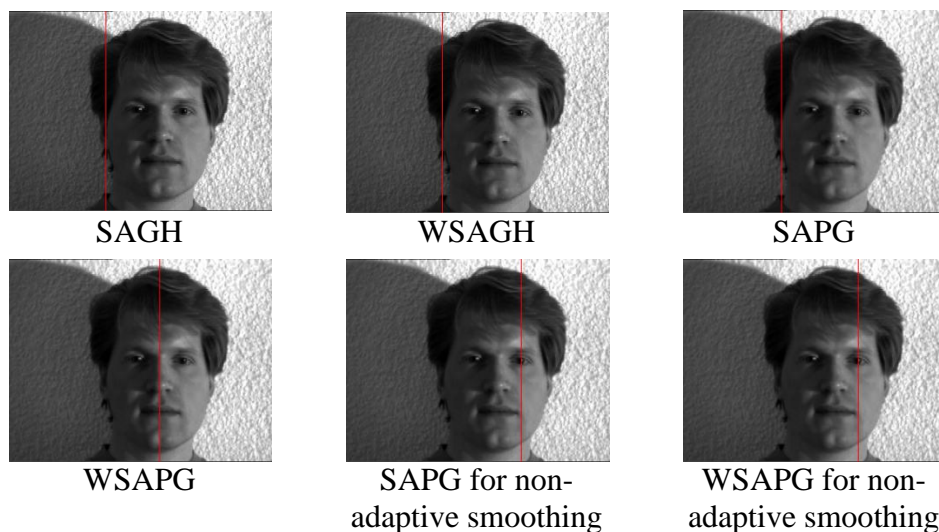 SAGH
WSAGH
SAPG
WSAPG
SAPG for non-
adaptive smoothing
WSAPG for non-
adaptive smoothing